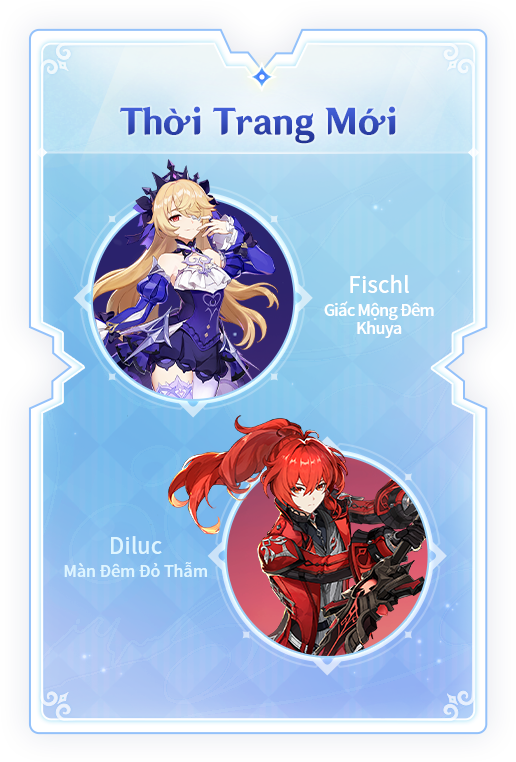 Thời Trang Mới
Fischl
Giấc Mộng Đêm
Khuya
Diluc
Màn Đêm Đỏ Thẫm